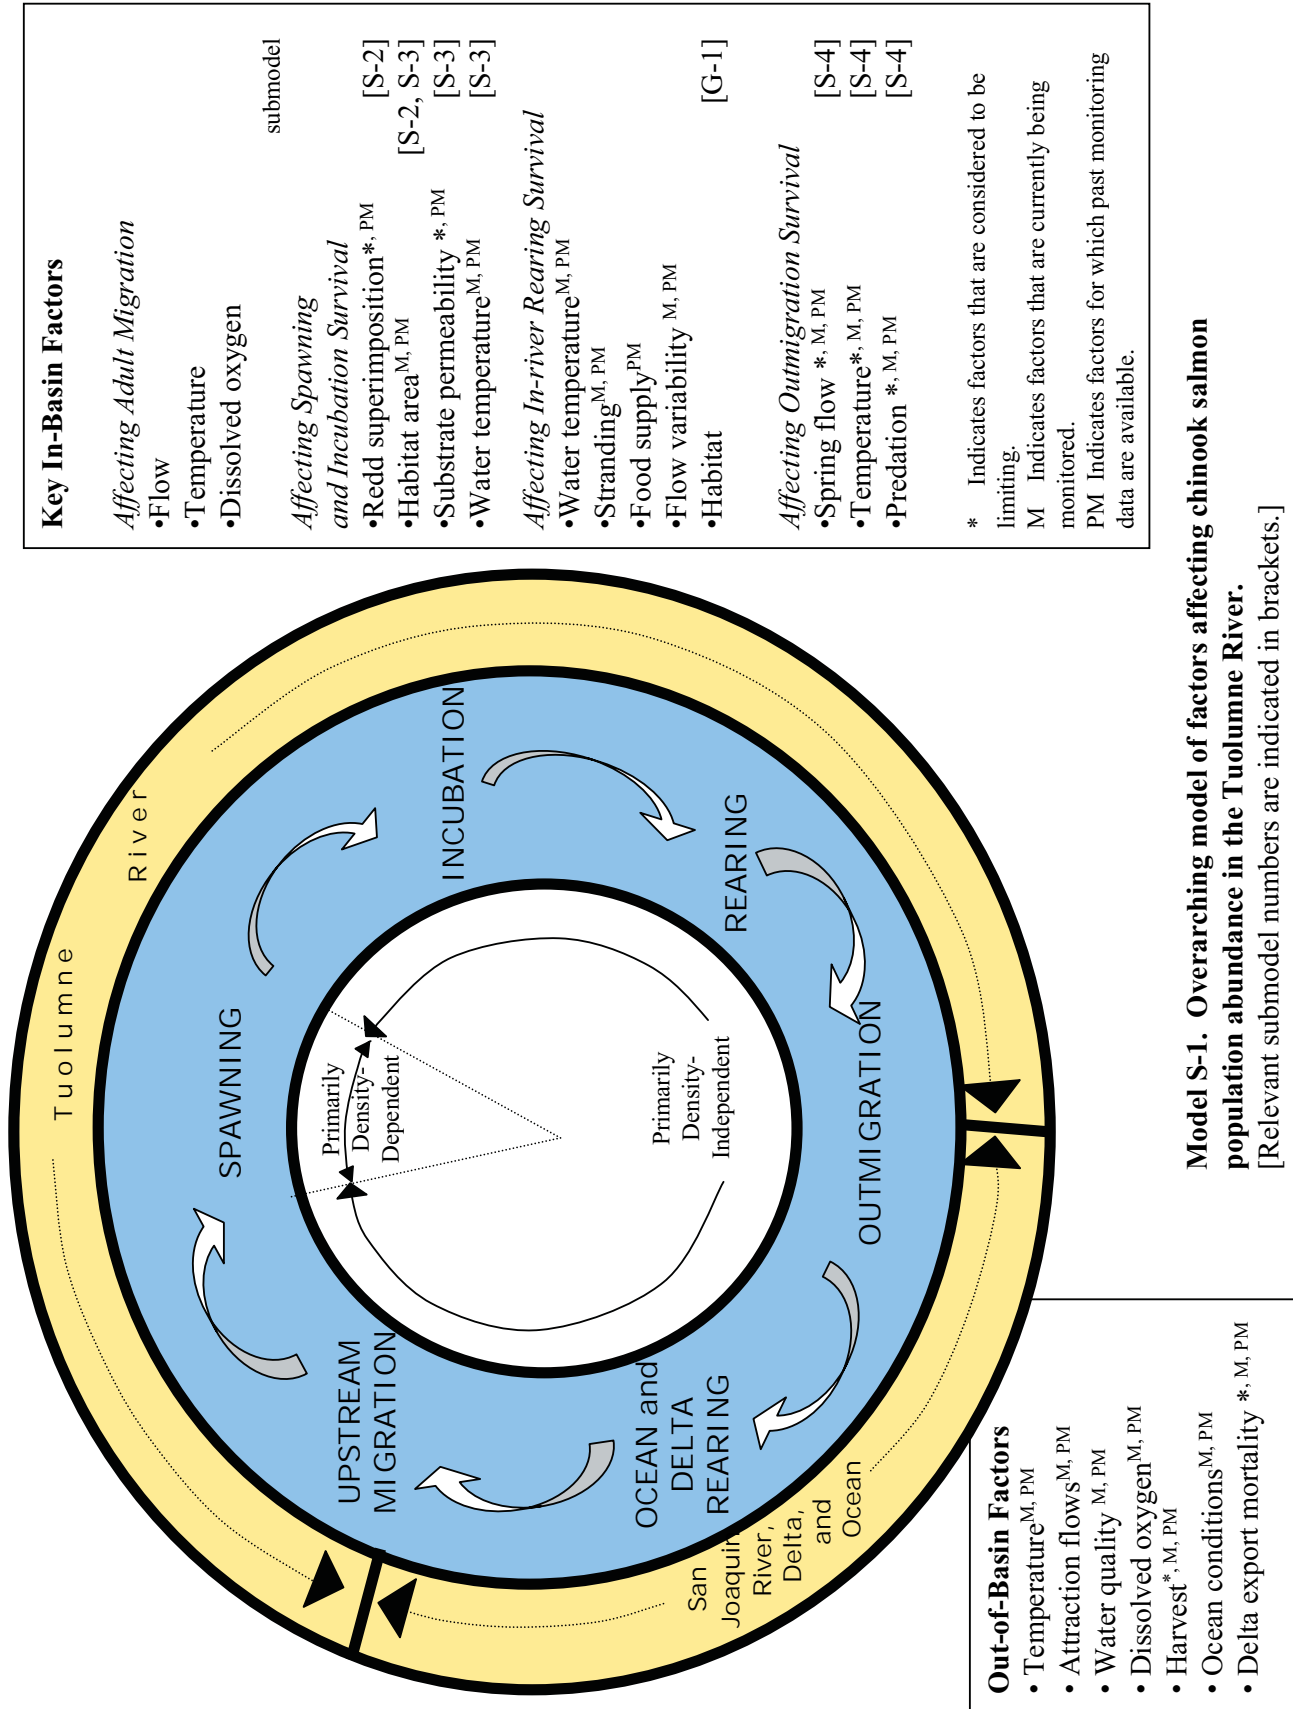 Key In-Basin Factors
Affecting Adult Migration
•Flow
•Temperature
•Dissolved oxygen
submodel
Affecting Spawning
and Incubation Survival
•Redd superimposition*, PM [S-2]
•Habitat area M, PM [S-2, S-3]
•Substrate permeability *, PM [S-3]
•Water temperature M, PM [S-3]
Affecting In-river Rearing Survival
•Water temperature M, PM
•Stranding M, PM
•Food supply PM
•Flow variability M, PM
•Habitat [G-1]
Affecting Outmigration Survival
•Spring flow *, M, PM [S-4]
•Temperature*, M, PM [S-4]
•Predation *, M, PM [S-4]
* Indicates factors that are considered to be
limiting.
M Indicates factors that are currently being
monitored.
PM Indicates factors for which past monitoring
data are available.
Tuolumne
River
SPAWNING
INCUBATION
REARING
OUTMIGRATION
OCEAN and
DELTA
REARING
UPSTREAM
MIGRATION
Primarily
Density-
Dependent
Primarily
Density-
Independent
San
Joaquin
River,
Delta,
and
Ocean
Out-of-Basin Factors
• Temperature M, PM
• Attraction flows M, PM
• Water quality M, PM
• Dissolved oxygen M, PM
• Harvest *, M, PM
• Ocean conditions M, PM
• Delta export mortality *, M, PM
Model S-1. Overarching model of factors affecting chinook salmon
population abundance in the Tuolumne River.
[Relevant submodel numbers are indicated in brackets.]